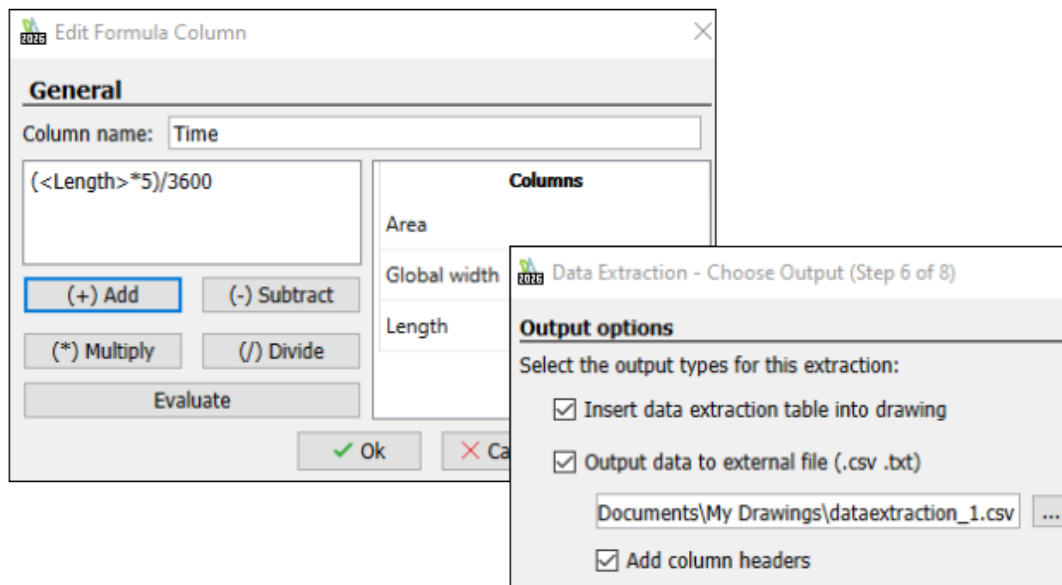 2026 Edit Formula Column
General
Column name: Time
(<Length>*5)/3600
Columns
Area
Global width
Length
(+) Add
(-) Subtract
(*) Multiply
(/) Divide
Evaluate
Ok
Ca
2026 Data Extraction - Choose Output (Step 6 of 8)
Output options
Select the output types for this extraction:
Insert data extraction table into drawing
Output data to external file (.csv .txt)
Documents\My Drawings\dataextraction_1.csv
...
Add column headers